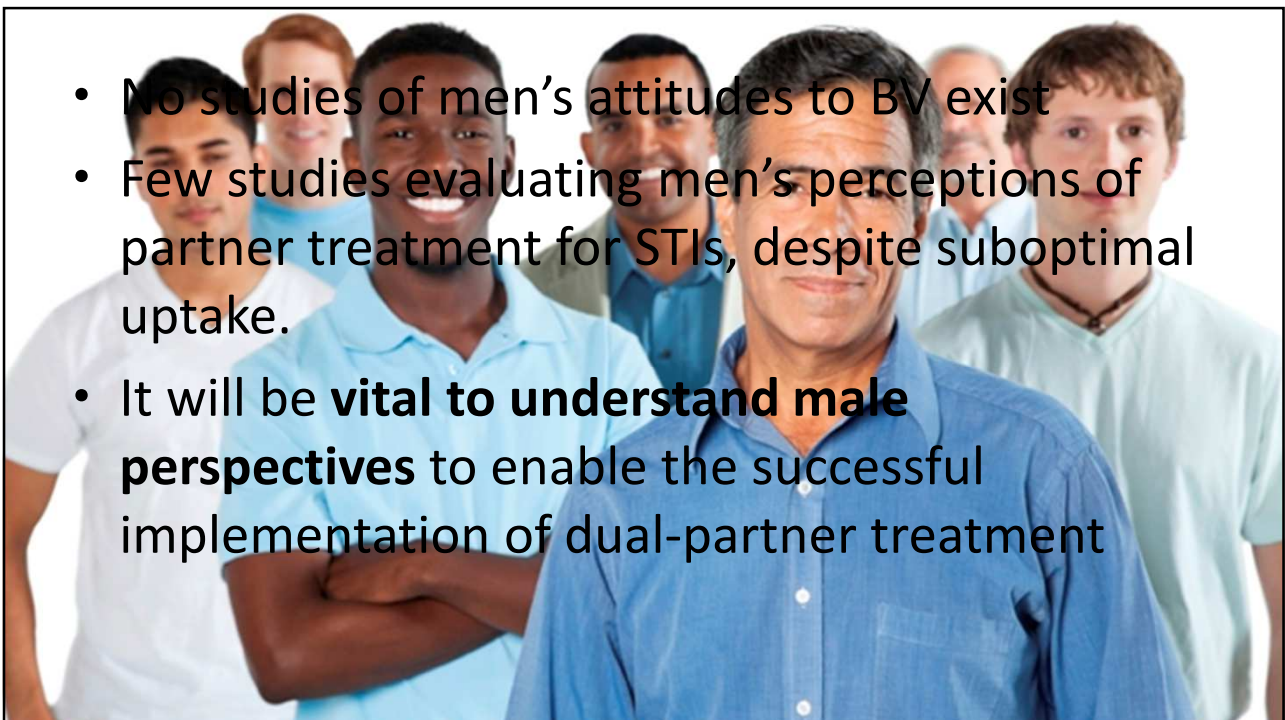 • No studies of men’s attitudes to BV exist
• Few studies evaluating men’s perceptions of
partner treatment for STIs, despite suboptimal
uptake.
• It will be vital to understand male
perspectives to enable the successful
implementation of dual-partner treatment